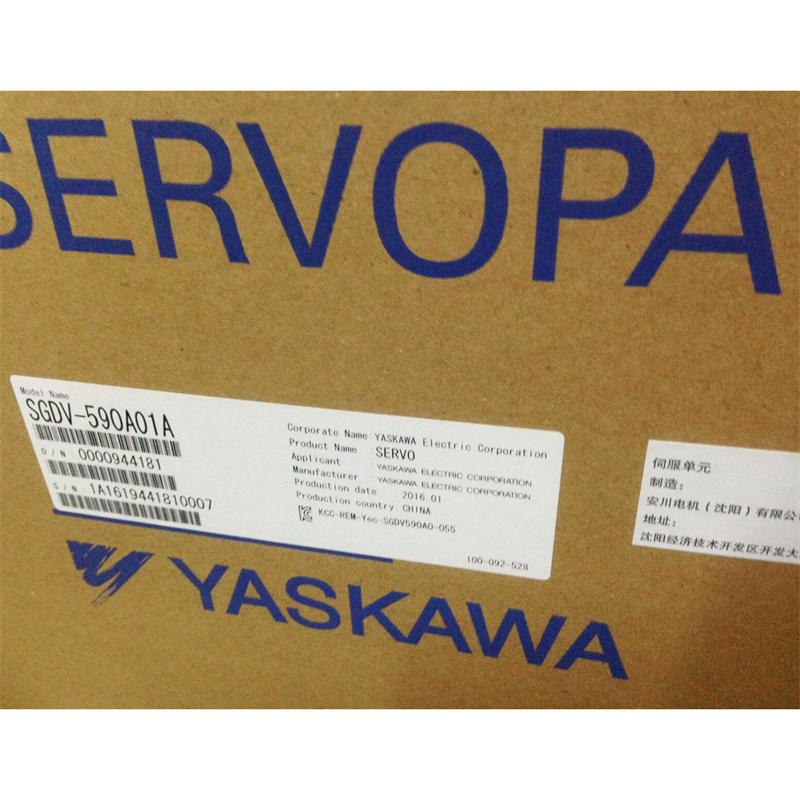 SERVOPA
Model Name :
SGDV-590A01A
O/N : 0000944181
S/N : 1A1619441810007
Corporate Name : YASKAWA Electric Corporation
Product Name : SERVO
Applicant : YASKAWA ELECTRIC CORPORATION
Manufacturer : YASKAWA ELECTRIC CORPORATION
Production date : 2016.01
Production country : CHINA
KCC-REM-Yec-SGDV590A0-055
100-092-528
伺服单元
制造：
安川电机（沈阳）有限公司
地址：
沈阳经济技术开发区开发大
YASKAWA